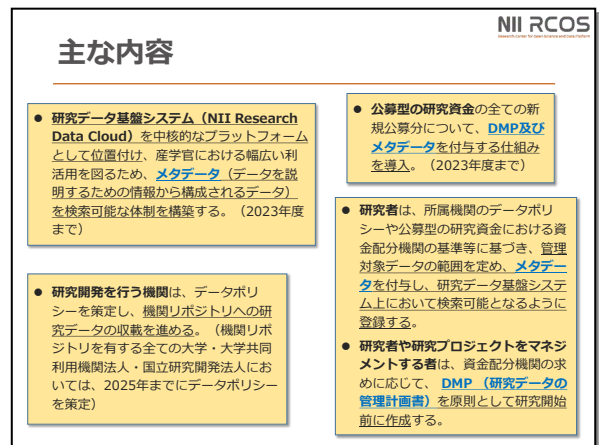 NII RCOS
Research Center for Open Science and Data Platform
主な内容
● 研究データ基盤システム（NII Research
Data Cloud）を中核的なプラットフォーム
として位置付け、産学官における幅広い利
活用を図るため、メタデータ（データを説
明するための情報から構成されるデータ）
を検索可能な体制を構築する。（2023年度
まで）
● 研究開発を行う機関は、データポリ
シーを策定し、機関リポジトリへの研
究データの収載を進める。（機関リポ
ジトリを有する全ての大学・大学共同
利用機関法人・国立研究開発法人にお
いては、2025年までにデータポリシー
を策定）
● 公募型の研究資金の全ての新
規公募分について、DMP及び
メタデータを付与する仕組み
を導入。（2023年度まで）
● 研究者は、所属機関のデータポリ
シーや公募型の研究資金における資
金配分機関の基準等に基づき、管理
対象データの範囲を定め、メタデー
タを付与し、研究データ基盤システ
ム上において検索可能となるように
登録する。
● 研究者や研究プロジェクトをマネジ
メントする者は、資金配分機関の求
めに応じて、 DMP （研究データの
管理計画書）を原則として研究開始
前に作成する。